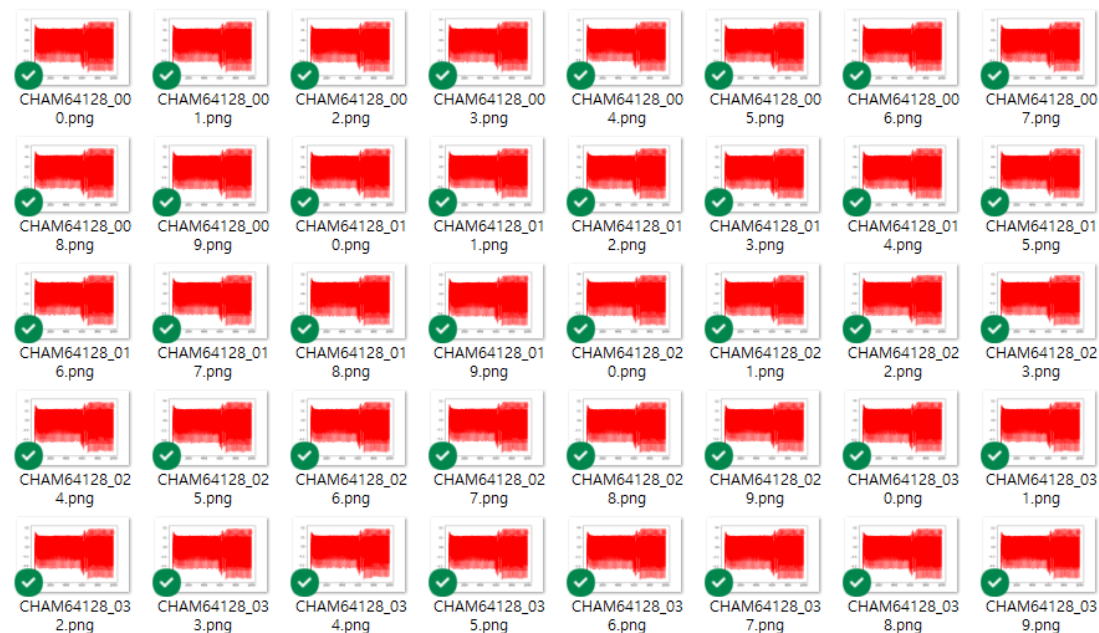 CHAM64128_00 CHAM64128_00 CHAM64128_00 CHAM64128_00 CHAM64128_00 CHAM64128_00 CHAM64128_00 CHAM64128_00
0.png 1.png 2.png 3.png 4.png 5.png 6.png 7.png
CHAM64128_00 CHAM64128_00 CHAM64128_01 CHAM64128_01 CHAM64128_01 CHAM64128_01 CHAM64128_01 CHAM64128_01
8.png 9.png 0.png 1.png 2.png 3.png 4.png 5.png
CHAM64128_01 CHAM64128_01 CHAM64128_01 CHAM64128_01 CHAM64128_02 CHAM64128_02 CHAM64128_02 CHAM64128_02
6.png 7.png 8.png 9.png 0.png 1.png 2.png 3.png
CHAM64128_02 CHAM64128_02 CHAM64128_02 CHAM64128_02 CHAM64128_02 CHAM64128_02 CHAM64128_03 CHAM64128_03
4.png 5.png 6.png 7.png 8.png 9.png 0.png 1.png
CHAM64128_03 CHAM64128_03 CHAM64128_03 CHAM64128_03 CHAM64128_03 CHAM64128_03 CHAM64128_03 CHAM64128_03
2.png 3.png 4.png 5.png 6.png 7.png 8.png 9.png